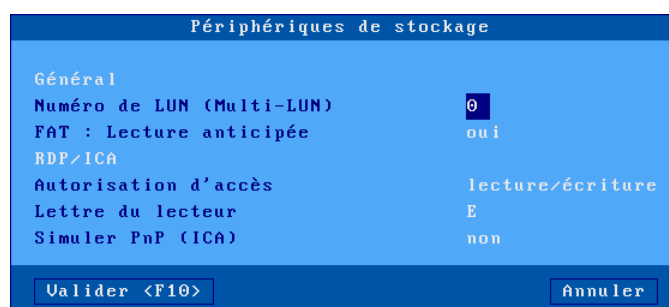 Périphériques de stockage
Général
Numéro de LUN (Multi-LUN) 0
FAT : Lecture anticipée oui
RDP/ICA
Autorisation d'accès lecture/écriture
Lettre du lecteur E
Simuler PnP (ICA) non
Valider <F10> Annuler